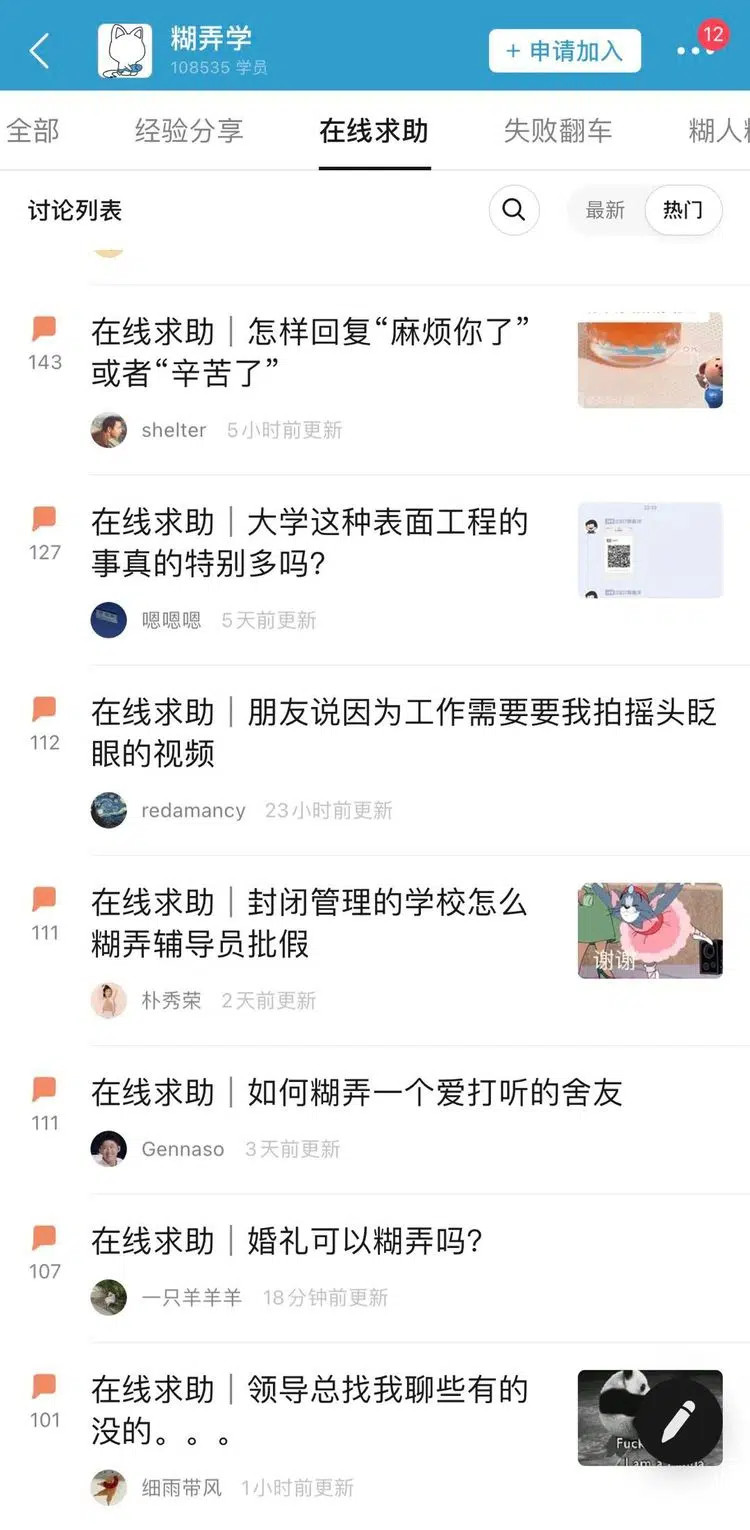 糊弄学
108535 学员
+ 申请加入
12
全部
经验分享
在线求助
失败翻车
糊人
讨论列表
最新
热门
143
在线求助｜怎样回复“麻烦你了”
或者“辛苦了”
shelter 5小时前更新
127
在线求助｜大学这种表面工程的
事真的特别多吗?
嗯嗯嗯 5天前更新
112
在线求助｜朋友说因为工作需要要我拍摇头眨
眼的视频
redamancy 23小时前更新
111
在线求助｜封闭管理的学校怎么
糊弄辅导员批假
谢谢
朴秀荣 2天前更新
111
在线求助｜如何糊弄一个爱打听的舍友
Gennaso 3天前更新
107
在线求助｜婚礼可以糊弄吗?
一只羊羊羊 18分钟前更新
101
在线求助｜领导总找我聊些有的
没的。。。
I am a
细雨带风 1小时前更新